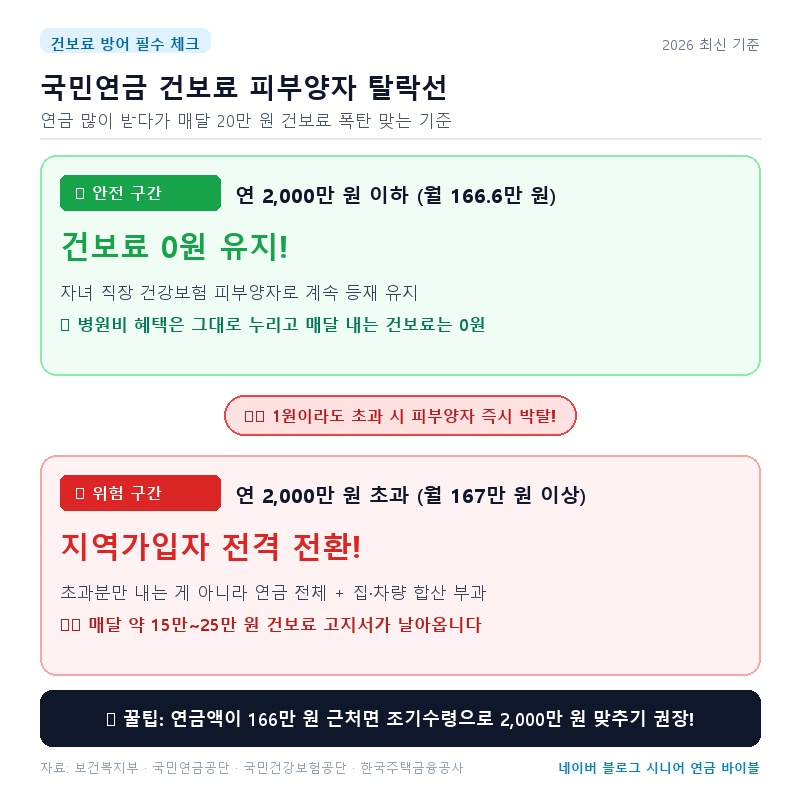 건보료 방어 필수 체크
2026 최신 기준
국민연금 건보료 피부양자 탈락선
연금 많이 받다가 매달 20만 원 건보료 폭탄 맞는 기준
안전 구간
연 2,000만 원 이하 (월 166.6만 원)
건보료 0원 유지!
자녀 직장 건강보험 피부양자로 계속 등재 유지
병원비 혜택은 그대로 누리고 매달 내는 건보료는 0원
1원이라도 초과 시 피부양자 즉시 박탈!
위험 구간
연 2,000만 원 초과 (월 167만 원 이상)
지역가입자 전격 전환!
초과분만 내는 게 아니라 연금 전체 + 집·차량 합산 부과
매달 약 15만~25만 원 건보료 고지서가 날아옵니다
꿀팁: 연금액이 166만 원 근처면 조기수령으로 2,000만 원 맞추기 권장!
자료: 보건복지부 · 국민연금공단 · 국민건강보험공단 · 한국주택금융공사
네이버 블로그 시니어 연금 바이블